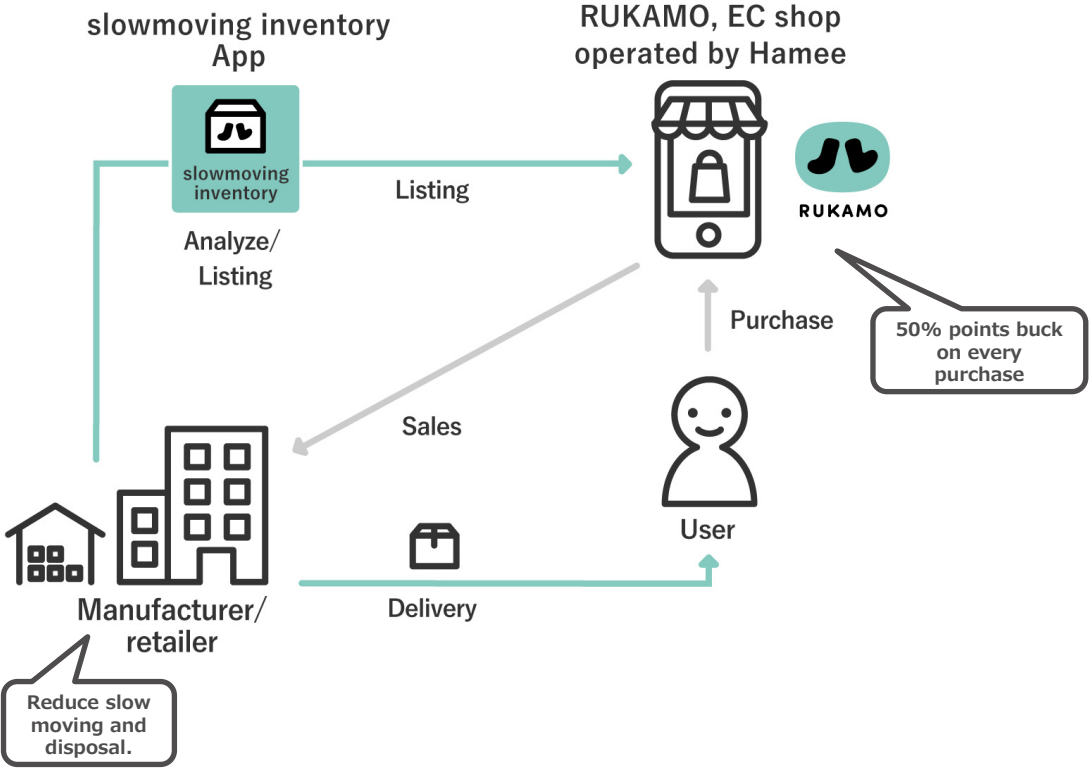 slowmoving inventory
App
RUKAMO, EC shop
operated by Hamee
slowmoving
inventory
Listing
RUKAMO
Analyze/
Listing
Purchase
50% points buck
on every
purchase
Sales
User
Manufacturer/
retailer
Delivery
Reduce slow
moving and
disposal.